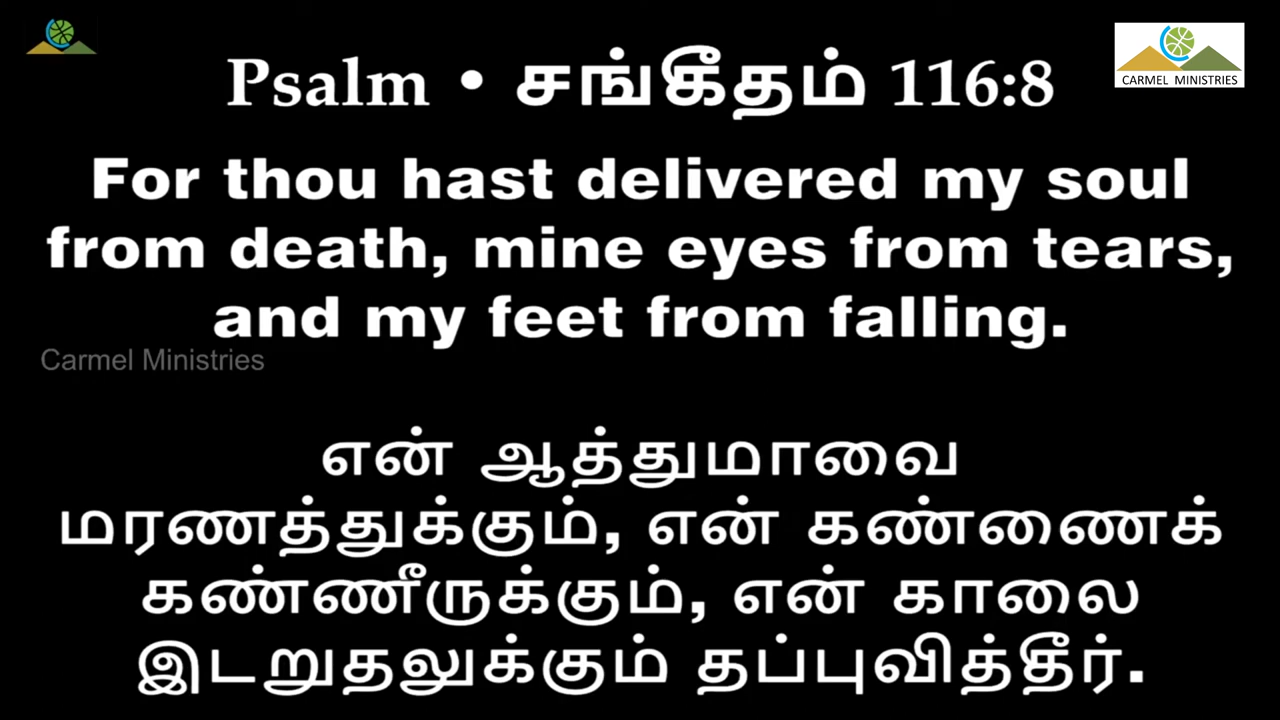 Psalm • சங்கீதம் 116:8
CARMEL MINISTRIES
For thou hast delivered my soul
from death, mine eyes from tears,
and my feet from falling.
Carmel Ministries
என் ஆத்துமாவை
மரணத்துக்கும், என் கண்ணைக்
கண்ணீருக்கும், என் காலை
இடறுதலுக்கும் தப்புவித்தீர்.